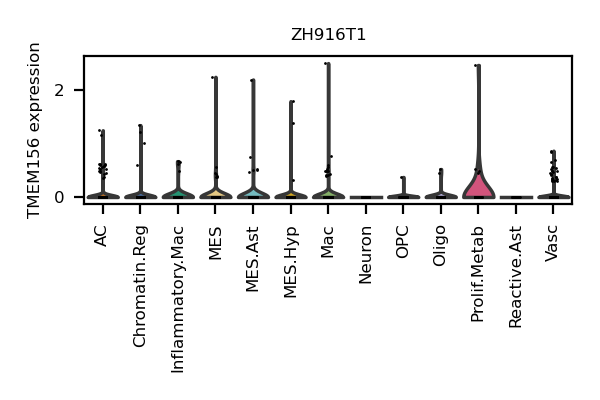 ZH916T1
TMEM156 expression
2
0
AC
Chromatin.Reg
Inflammatory.Mac
MES
MES.Ast
MES.Hyp
Mac
Neuron
OPC
Oligo
Prolif.Metab
Reactive.Ast
Vasc